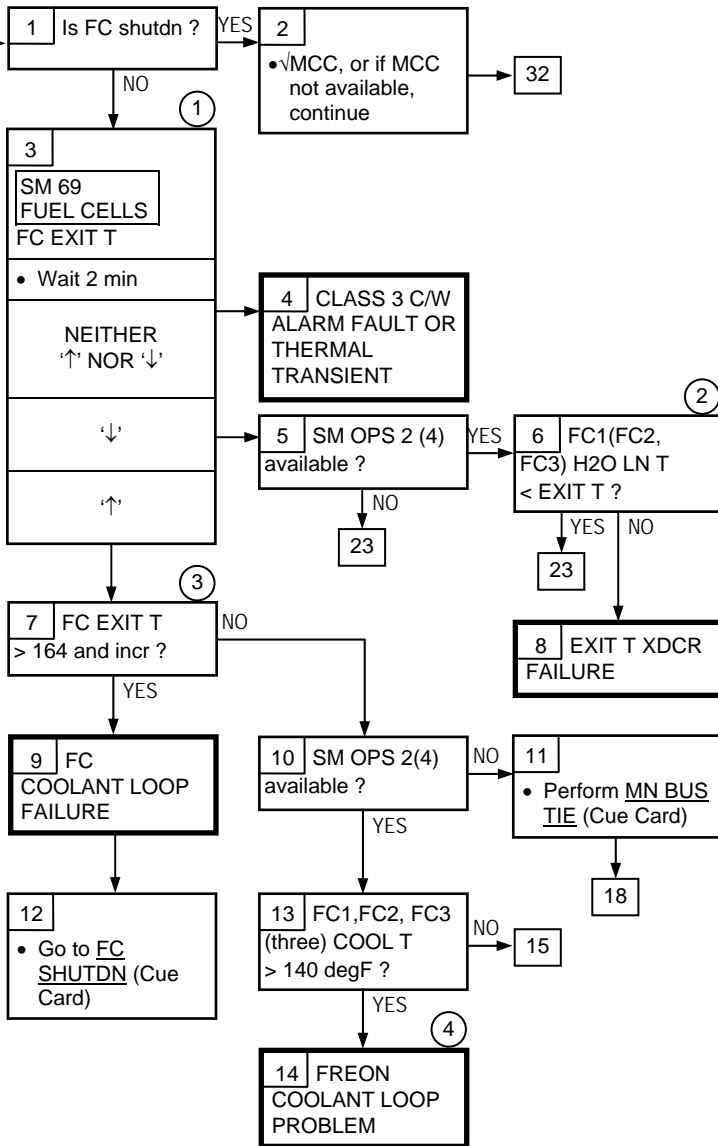 1 Is FC shutdn ?
YES
2
•√MCC, or if MCC
not available,
continue
32
NO
1
3
SM 69
FUEL CELLS
FC EXIT T
• Wait 2 min
NEITHER
‘↑’ NOR ‘↓’
‘↓’
‘↑’
4 CLASS 3 C/W
ALARM FAULT OR
THERMAL
TRANSIENT
5 SM OPS 2 (4)
available ?
YES
NO
23
2
6 FC1(FC2,
FC3) H2O LN T
< EXIT T ?
YES
NO
23
8 EXIT T XDCR
FAILURE
3
7 FC EXIT T
> 164 and incr ?
NO
YES
9 FC
COOLANT LOOP
FAILURE
12
• Go to FC
SHUTDN (Cue
Card)
10 SM OPS 2(4)
available ?
NO
11
• Perform MN BUS
TIE (Cue Card)
18
YES
13 FC1,FC2, FC3
(three) COOL T
> 140 degF ?
NO
15
YES
4
14 FREON
COOLANT LOOP
PROBLEM